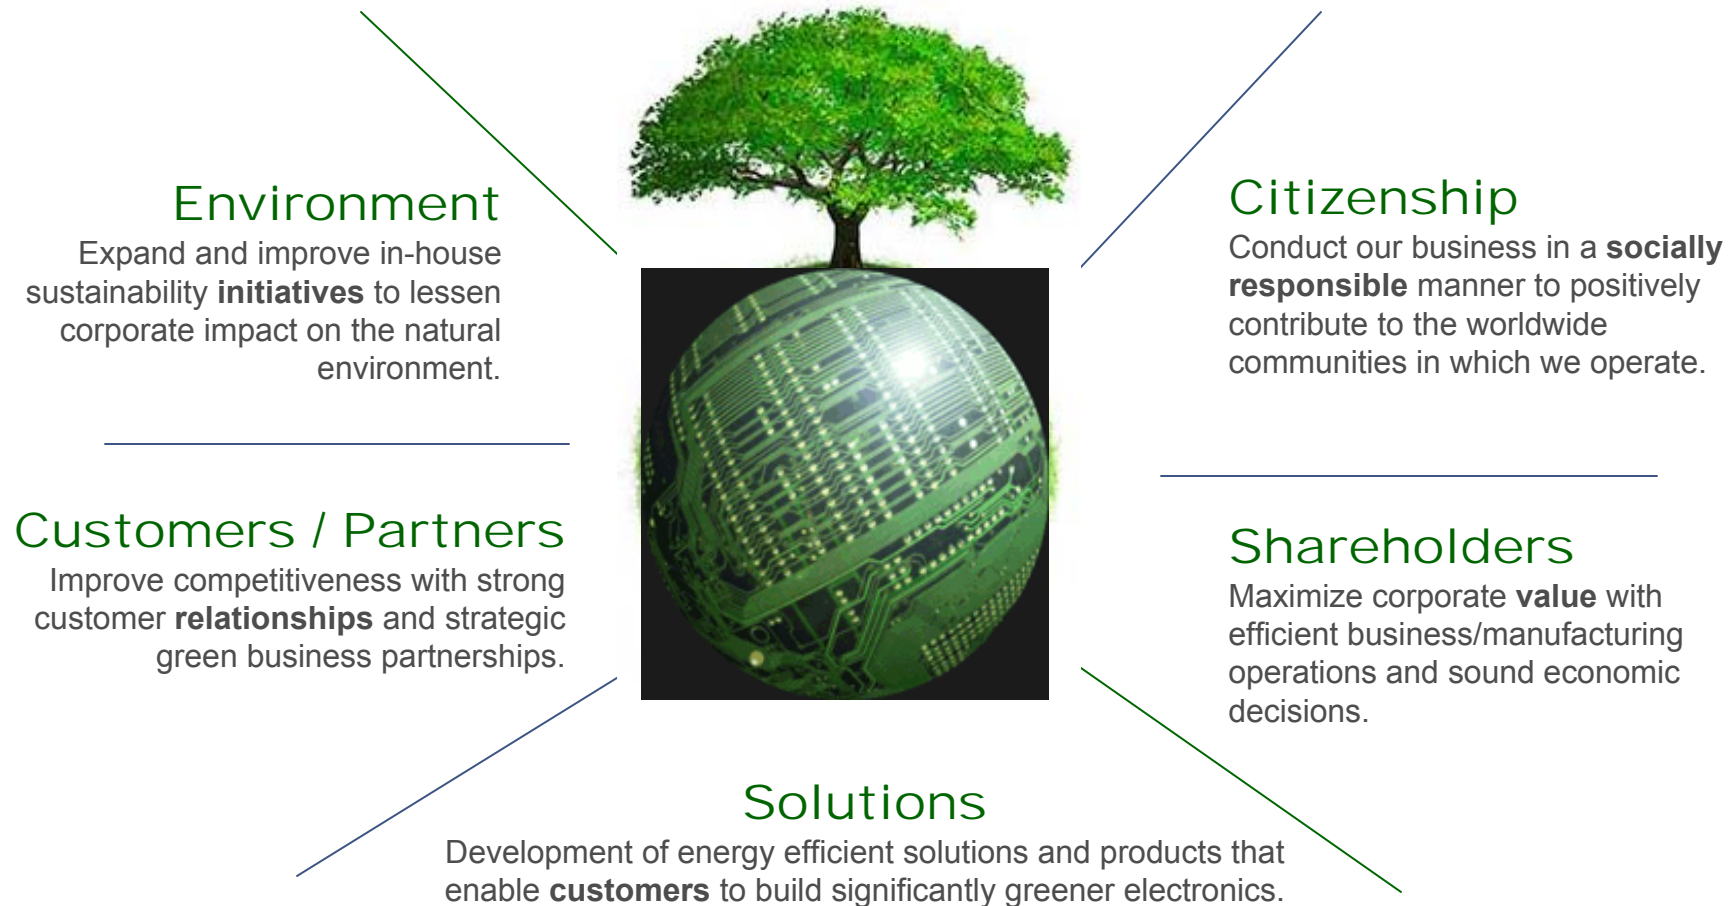 Environment
Expand and improve in-house
sustainability initiatives to lessen
corporate impact on the natural
environment.
Citizenship
Conduct our business in a socially
responsible manner to positively
contribute to the worldwide
communities in which we operate.
Customers / Partners
Improve competitiveness with strong
customer relationships and strategic
green business partnerships.
Shareholders
Maximize corporate value with
efficient business/manufacturing
operations and sound economic
decisions.
Solutions
Development of energy efficient solutions and products that
enable customers to build significantly greener electronics.